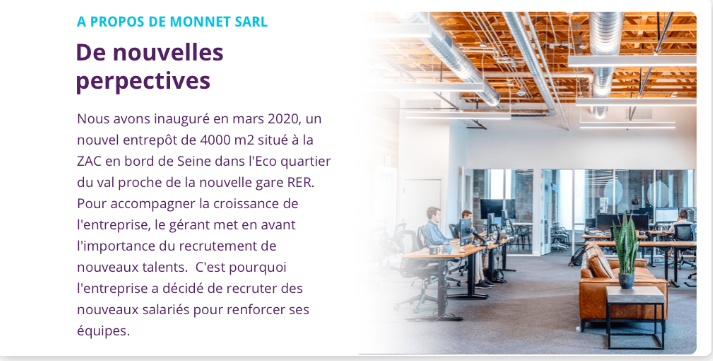 A PROPOS DE MONNET SARL
De nouvelles
perpectives
Nous avons inauguré en mars 2020, un
nouvel entrepôt de 4000 m2 situé à la
ZAC en bord de Seine dans l'Eco quartier
du val proche de la nouvelle gare RER.
Pour accompagner la croissance de
l'entreprise, le gérant met en avant
l'importance du recrutement de
nouveaux talents.  C'est pourquoi
l'entreprise a décidé de recruter des
nouveaux salariés pour renforcer ses
équipes.